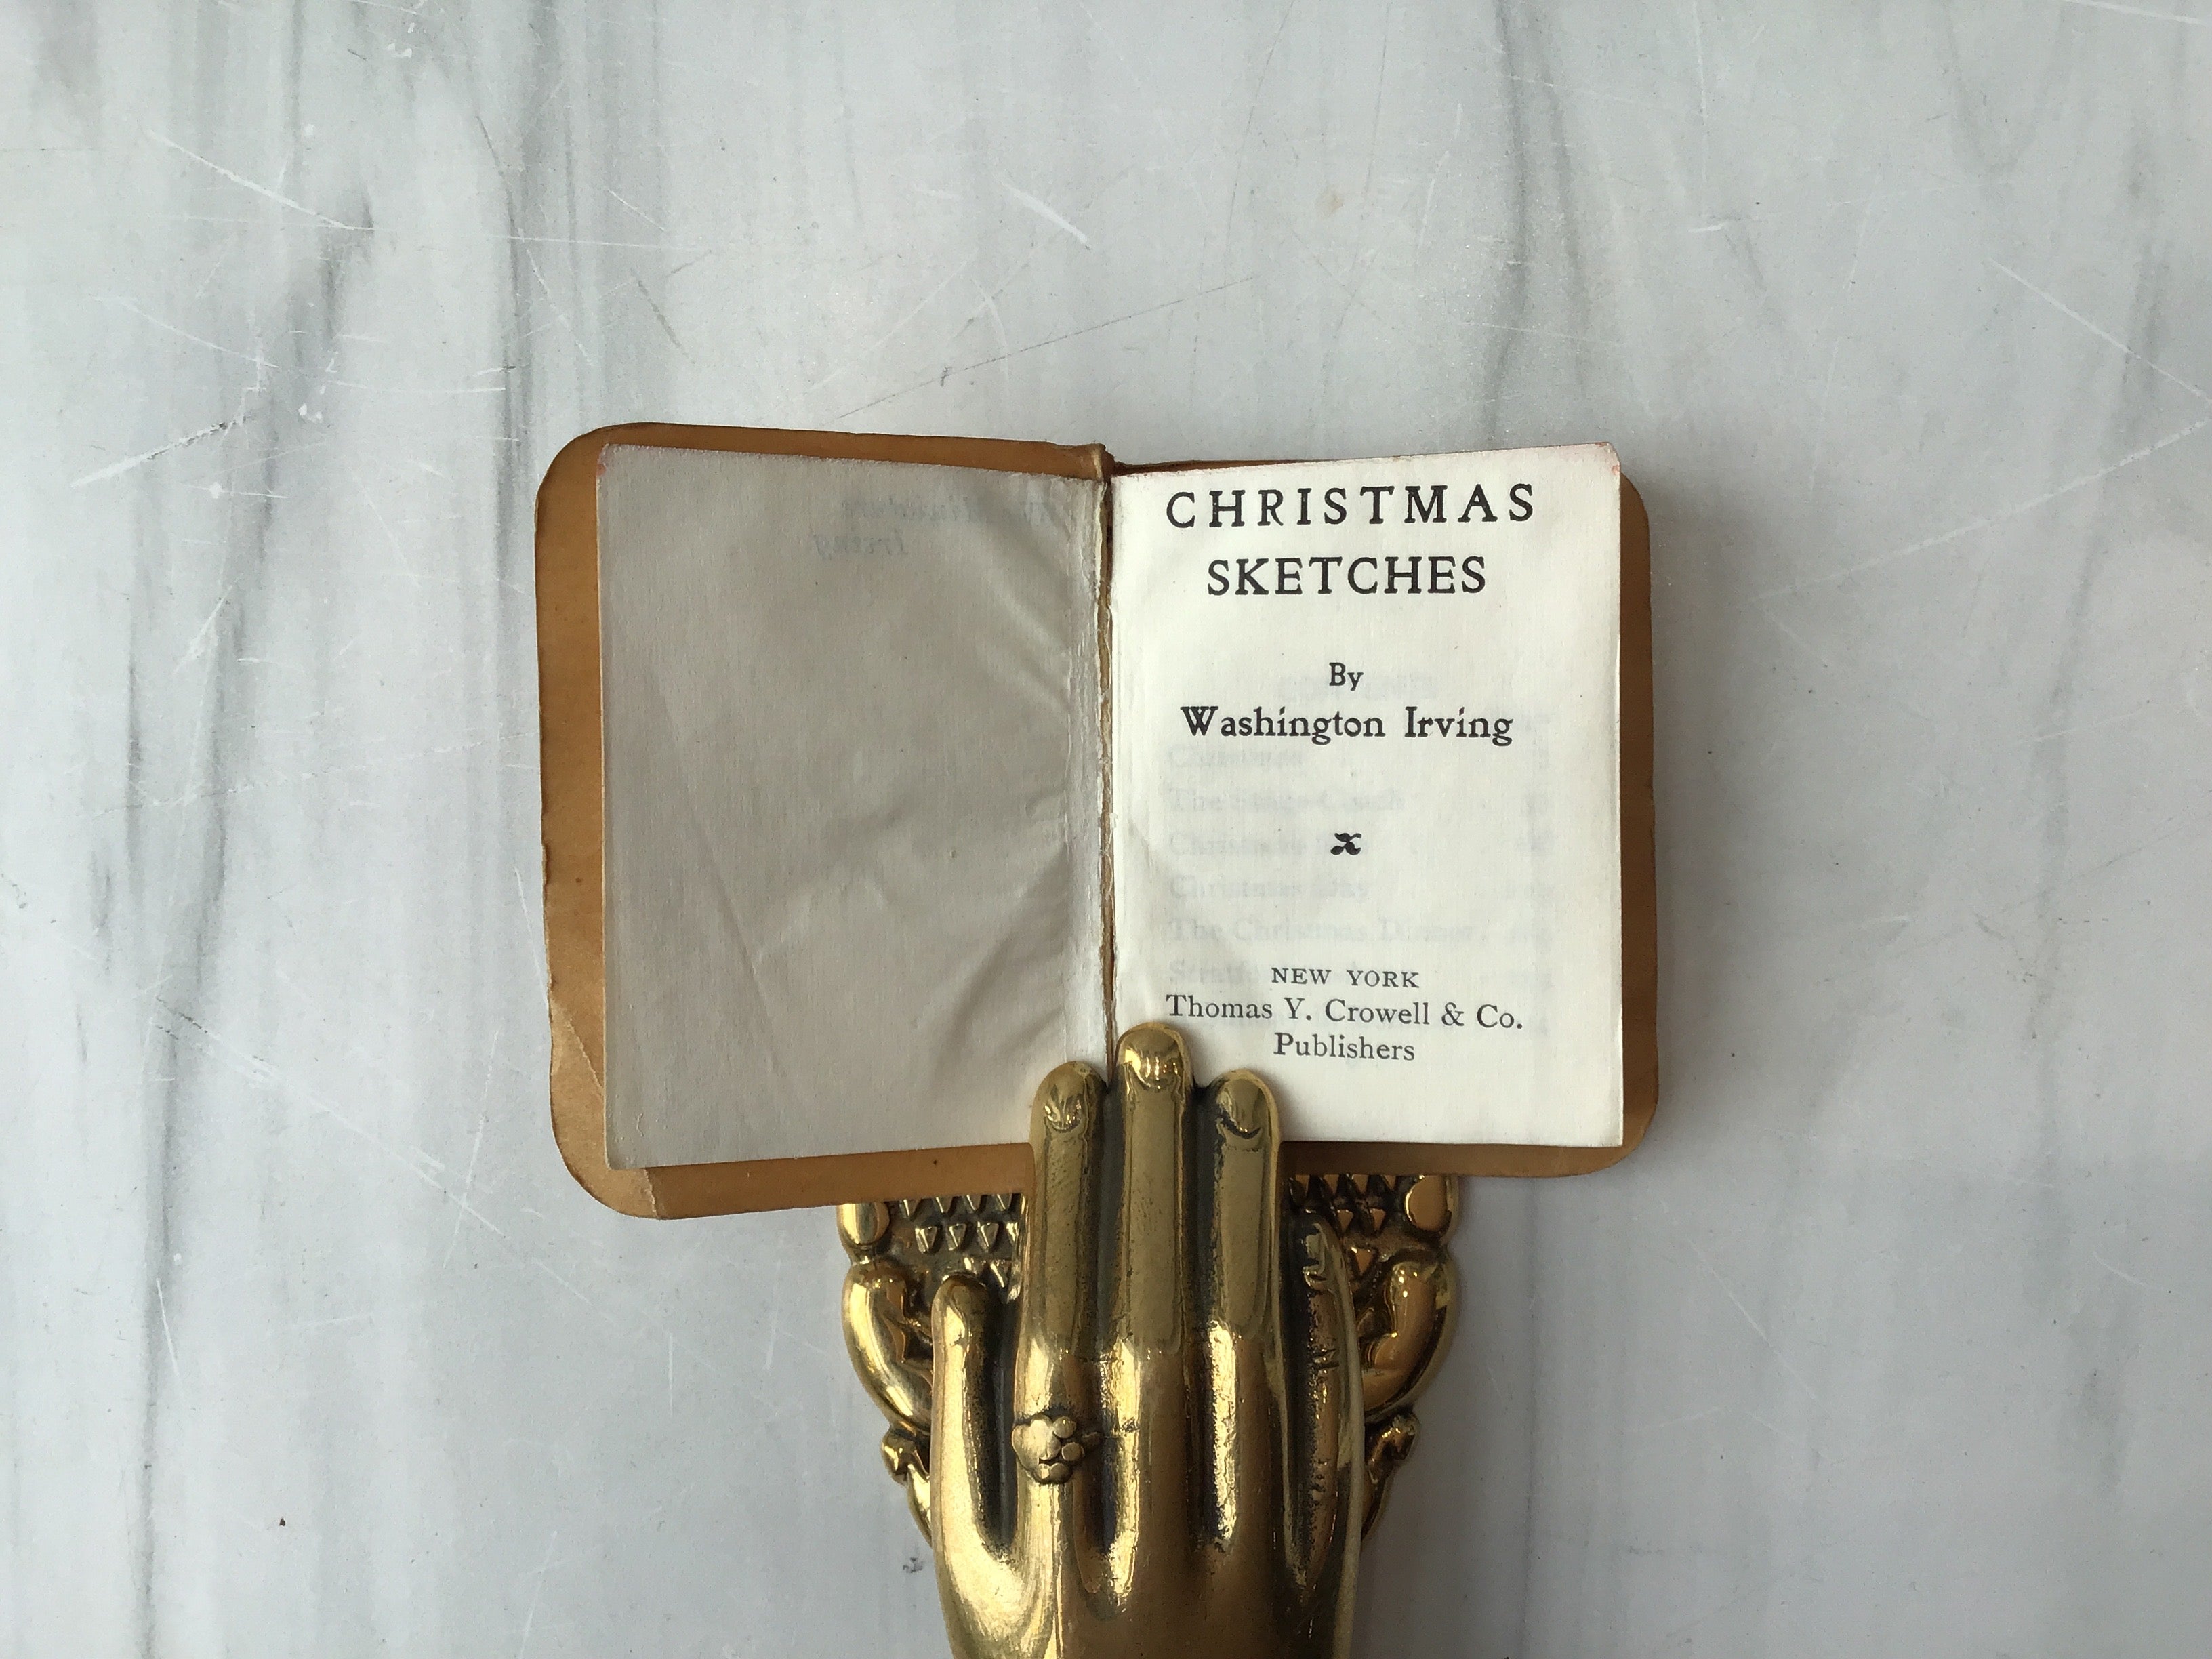 CHRISTMAS
SKETCHES
By
Washington Irving
NEW YORK
Thomas Y. Crowell & Co.
Publishers